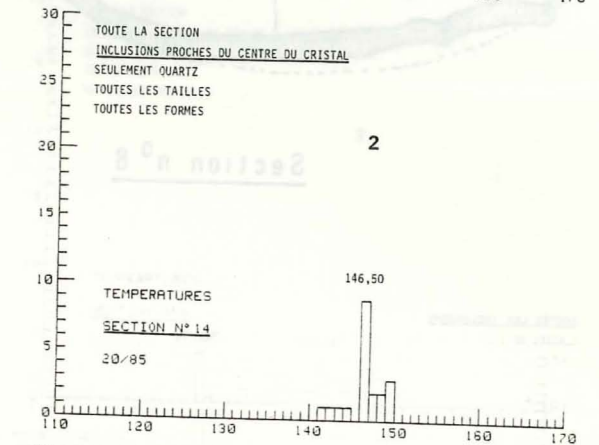 30
TOUTE LA SECTION
INCLUSIONS PROCHES DU CENTRE DU CRISTAL
SEULEMENT QUARTZ
TOUTES LES TAILLES
TOUTES LES FORMES
25
20
2
Section n° 8
15
10
146,50
TEMPERATURES
SECTION N° 14
5
20/85
0
110 120 130 140 150 160 170